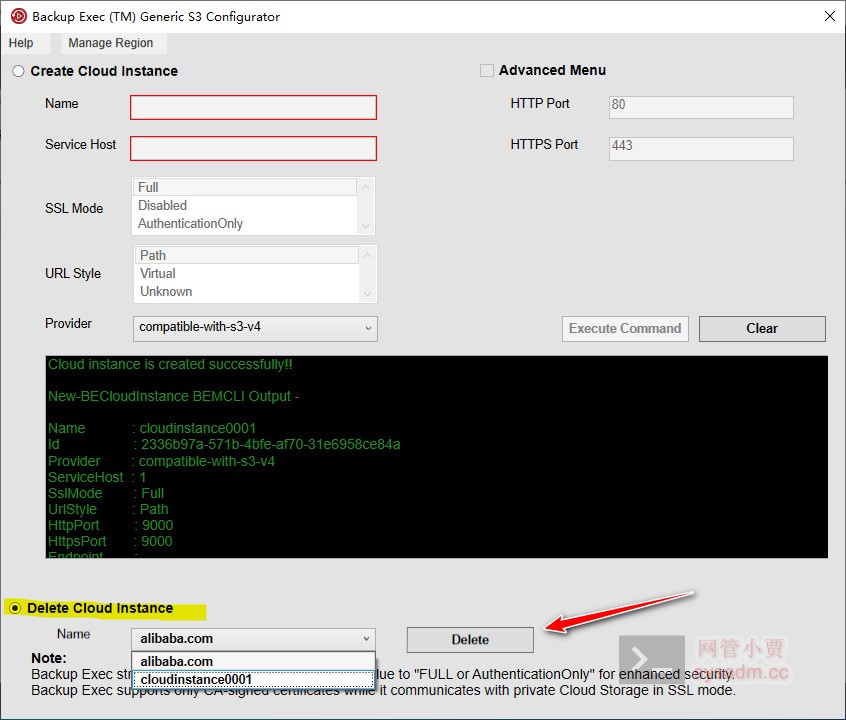 Backup Exec (TM) Generic S3 Configurator
Help Manage Region
Create Cloud Instance
Advanced Menu
Name
HTTP Port 80
Service Host
HTTPS Port 443
SSL Mode
Full
Disabled
AuthenticationOnly
URL Style
Path
Virtual
Unknown
Provider compatible-with-s3-v4
Execute Command Clear
Cloud instance is created successfully!!
New-BECloudInstance BEMCLI Output -
Name : cloudinstance0001
Id : 2336b97a-571b-4bfe-af70-31e6958ce84a
Provider : compatible-with-s3-v4
ServiceHost : 1
SslMode : Full
UrlStyle : Path
HttpPort : 9000
HttpsPort : 9000
Endpoint :
Delete Cloud Instance
Name alibaba.com Delete
alibaba.com
cloudinstance0001
Note:
Backup Exec str ue to "FULL or AuthenticationOnly" for enhanced security.
Backup Exec supports only CA-signed certificates while it communicates with private Cloud Storage in SSL mode.
网管小贾
sysadm.cc